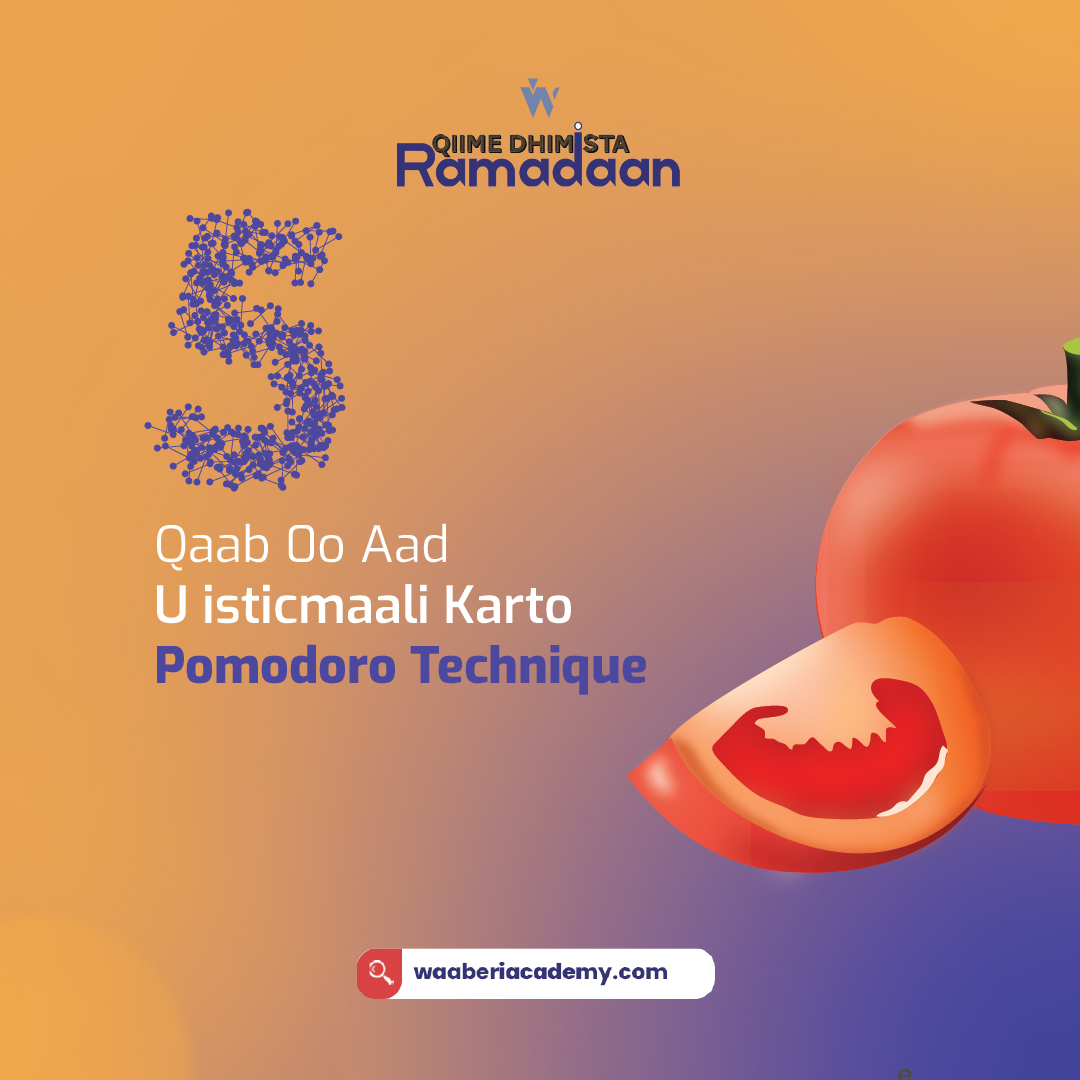 W
QIIME DHIMISTA
Ramadaan
5
Qaab Oo Aad
U isticmaali Karto
Pomodoro Technique
waaberiacademy.com
e